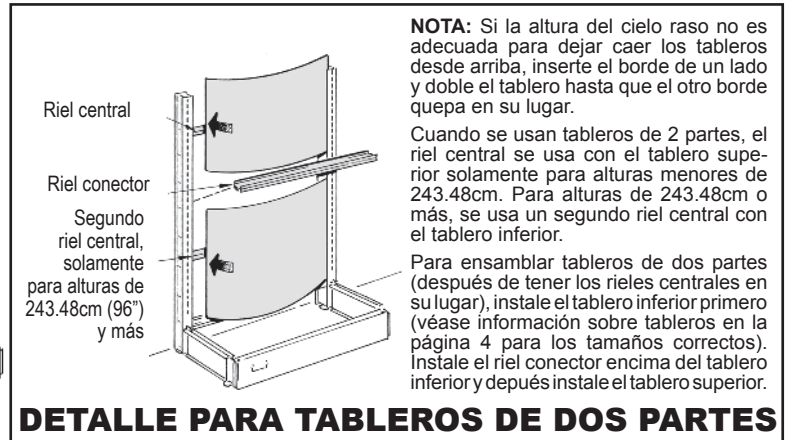 Riel central
Riel conector
Segundo
riel central,
solamente
para alturas de
243.48cm (96”)
y más
NOTA: Si la altura del cielo raso no es
adecuada para dejar caer los tableros
desde arriba, inserte el borde de un lado
y doble el tablero hasta que el otro borde
quepa en su lugar.
Cuando se usan tableros de 2 partes, el
riel central se usa con el tablero supe-
rior solamente para alturas menores de
243.48cm. Para alturas de 243.48cm o
más, se usa un segundo riel central con
el tablero inferior.
Para ensamblar tableros de dos partes
(después de tener los rieles centrales en
su lugar), instale el tablero inferior primero
(véase información sobre tableros en la
página 4 para los tamaños correctos).
Instale el riel conector encima del tablero
inferior y depués instale el tablero superior.
DETALLE PARA TABLEROS DE DOS PARTES